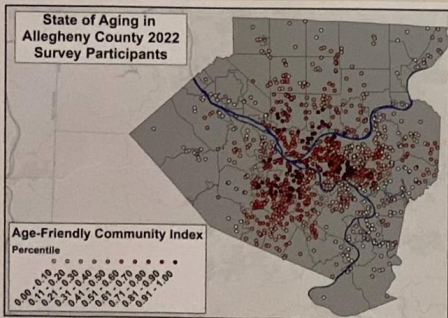 State of Aging in
Allegheny County 2022
Survey Participants
Age-Friendly Community Index
Percentile
0.00 - 0.10
0.11 - 0.20
0.21 - 0.30
0.31 - 0.40
0.41 - 0.50
0.51 - 0.60
0.61 - 0.70
0.71 - 0.80
0.81 - 0.90
0.91 - 1.00